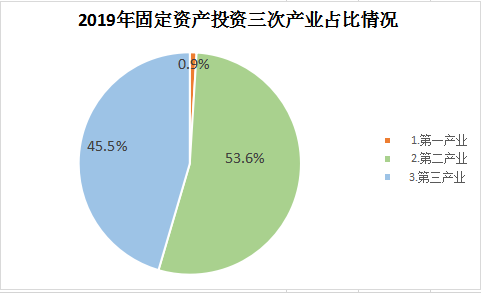 2019年固定资产投资三次产业占比情况
0.9%
45.5%
53.6%
1.第一产业
2.第二产业
3.第三产业